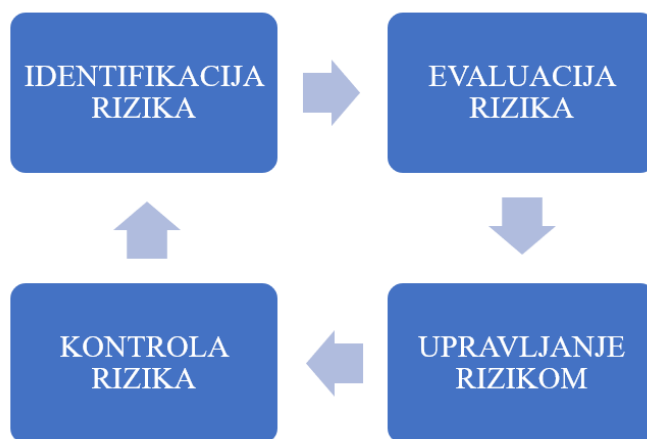 IDENTIFIKACIJA
RIZIKA
EVALUACIJA
RIZIKA
KONTROLA
RIZIKA
UPRAVLJANJE
RIZIKOM